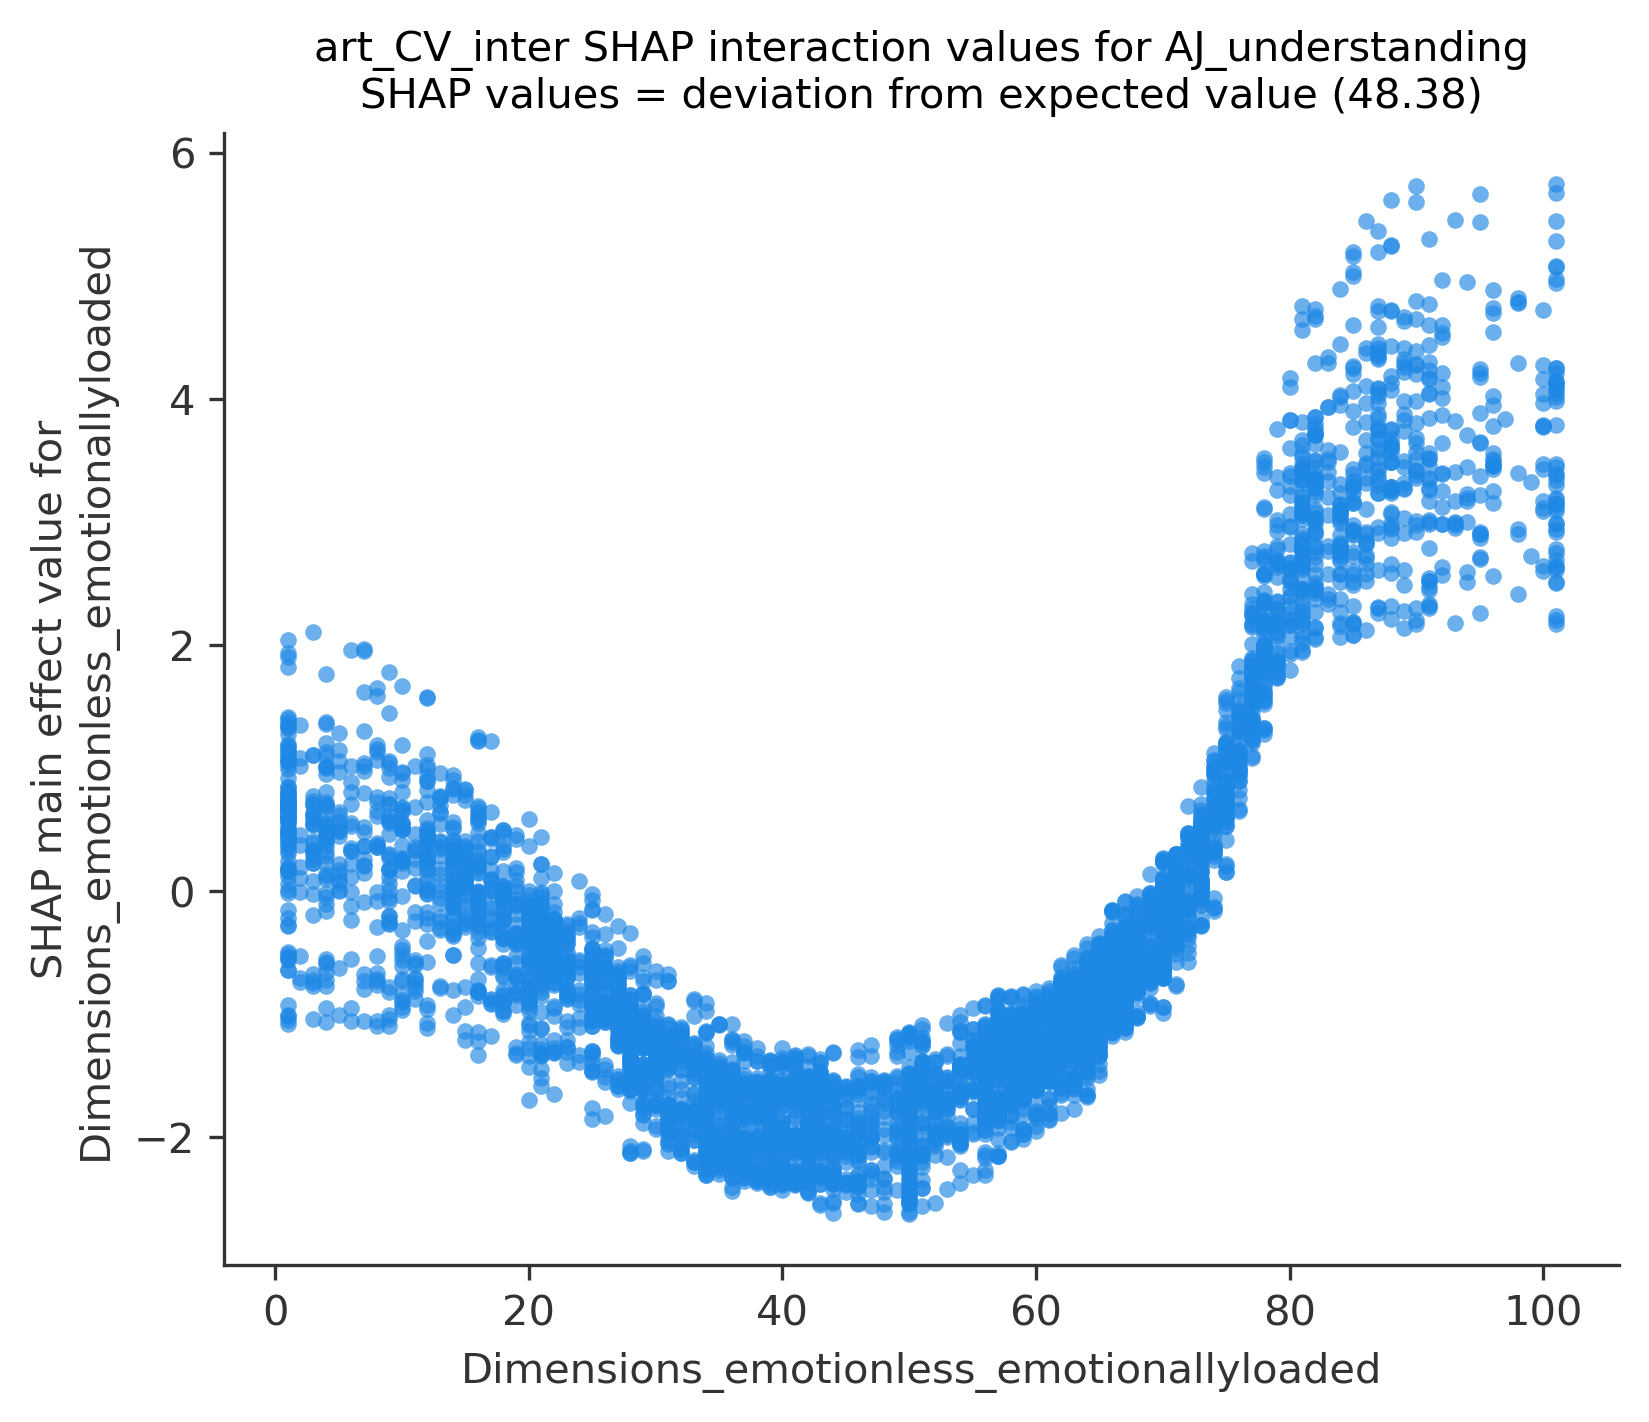 art_CV_inter SHAP interaction values for AJ_understanding
SHAP values = deviation from expected value (48.38)
SHAP main effect value for
Dimensions_emotionless_emotionallyloaded
6
4
2
0
−2
0
20
40
60
80
100
Dimensions_emotionless_emotionallyloaded